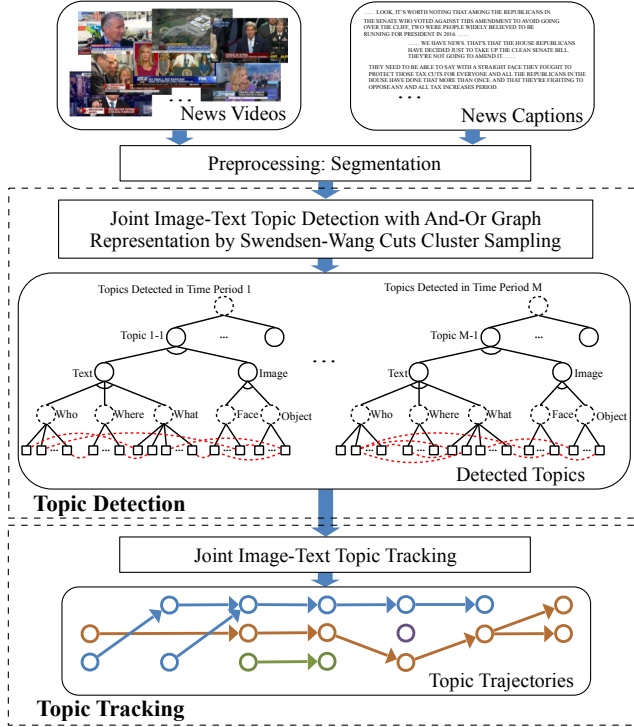 ..... LOOK, IT'S WORTH NOTING THAT AMONG THE REPUBLICANS IN
THE SENATE WHO VOTED AGAINST THIS AMENDMENT TO AVOID GOING
OVER THE CLIFF, TWO WERE PEOPLE WIDELY BELIEVED TO BE
RUNNING FOR PRESIDENT IN 2016. ......
...... WE HAVE NEWS. THAT'S THAT THE HOUSE REPUBLICANS
HAVE DECIDED JUST TO TAKE UP THE CLEAN SENATE BILL.
THEY'RE NOT GOING TO AMEND IT. ......
THEY NEED TO BE ABLE TO SAY WITH A STRAIGHT FACE THEY FOUGHT TO
PROTECT THOSE TAX CUTS FOR EVERYONE AND ALL THE REPUBLICANS IN THE
HOUSE HAVE DONE THAT MORE THAN ONCE. AND THAT THEY'RE FIGHTING TO
OPPOSE ANY AND ALL TAX INCREASES PERIOD.
...
...
News Videos
News Captions
Preprocessing: Segmentation
Joint Image-Text Topic Detection with And-Or Graph
Representation by Swendsen-Wang Cuts Cluster Sampling
Topics Detected in Time Period 1
Topics Detected in Time Period M
Topic 1-1
...
Topic M-1
...
...
Text
Image
Text
Image
Who
Where
What
Face
Object
Who
Where
What
Face
Object
... ... ... ... ...
... ... ... ... ...
Detected Topics
Topic Detection
Joint Image-Text Topic Tracking
Topic Trajectories
Topic Tracking